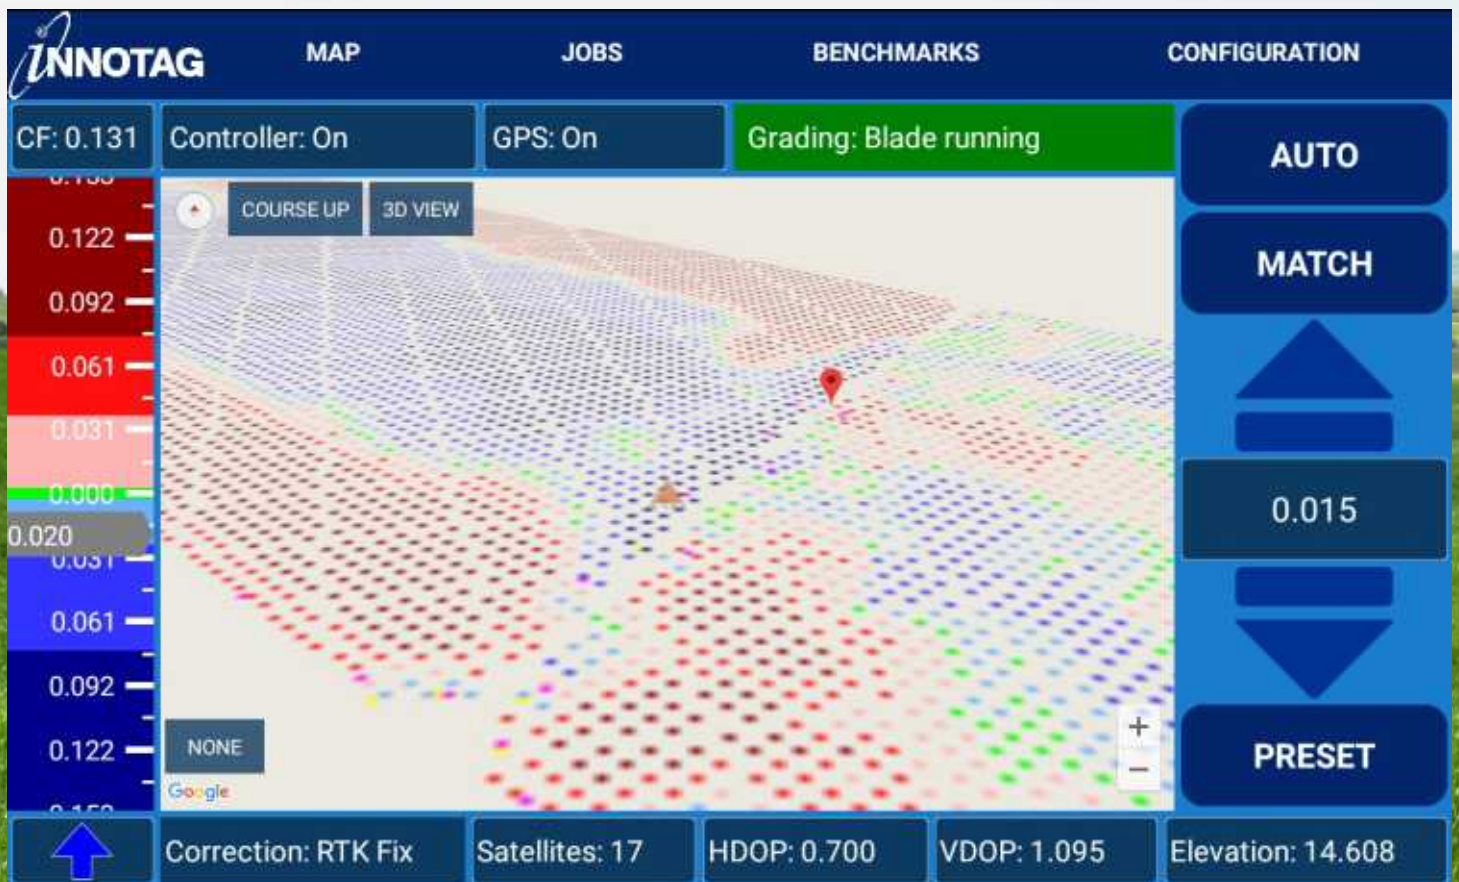 iNNOTAG
MAP
JOBS
BENCHMARKS
CONFIGURATION
CF: 0.131
Controller: On
GPS: On
Grading: Blade running
AUTO
COURSE UP
3D VIEW
MATCH
0.122
0.092
0.061
0.031
0.000
0.020
0.031
0.061
0.092
0.122
0.015
NONE
Google
+
−
PRESET
Correction: RTK Fix
Satellites: 17
HDOP: 0.700
VDOP: 1.095
Elevation: 14.608